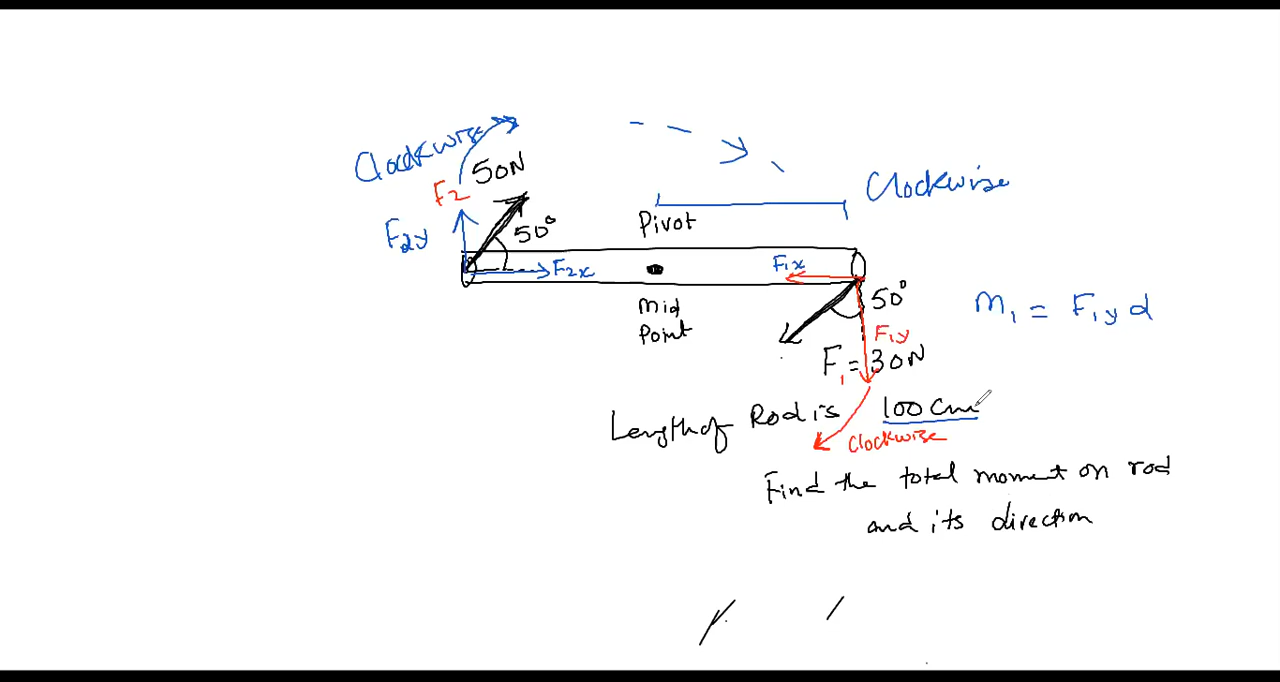 Clockwise
50N
F2
F2y
50°
Pivot
Clockwise
F2x
F1x
Mid
Point
50°
F1y
F1 = 30N
M1 = F1y d
Length of Rod is 100 cm
Clockwise
Find the total moment on rod
and its direction